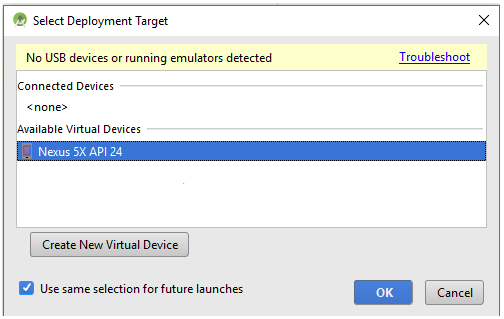 Select Deployment Target
No USB devices or running emulators detected Troubleshoot
Connected Devices
<none>
Available Virtual Devices
Nexus 5X API 24
Create New Virtual Device
Use same selection for future launches
OK Cancel